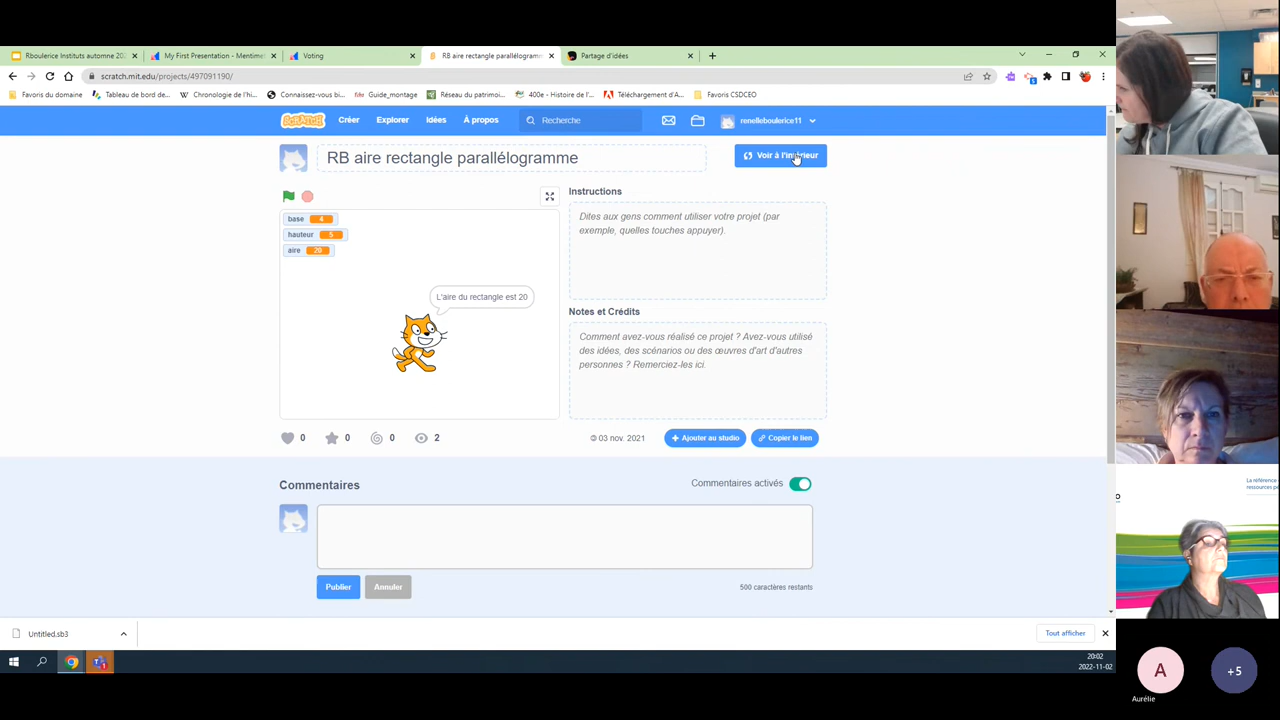 Rboulerice Instituts automne 202
My First Presentation - Mentimet
Voting
RB aire rectangle parallélogramm
Partage d'idées
scratch.mit.edu/projects/497091190/
Favoris du domaine
Tableau de bord de...
Chronologie de l'hi...
Connaissez-vous bi...
Guide_montage
Réseau du patrimoi...
400e - Histoire de l'...
Téléchargement d'A...
Favoris CSDCEO
SCRATCH
Créer
Explorer
Idées
À propos
Recherche
renelleboulerice11
RB aire rectangle parallélogramme
Voir à l'intérieur
base 4
hauteur 5
aire 20
L'aire du rectangle est 20
Instructions
Dites aux gens comment utiliser votre projet (par
exemple, quelles touches appuyer).
Notes et Crédits
Comment avez-vous réalisé ce projet ? Avez-vous utilisé
des idées, des scénarios ou des œuvres d'art d'autres
personnes ? Remerciez-les ici.
0
0
0
2
03 nov. 2021
Ajouter au studio
Copier le lien
Commentaires
Commentaires activés
Publier
Annuler
500 caractères restants
Untitled.sb3
Tout afficher
20:02
2022-11-02
La référence
ressources p
A
Aurélie
+5